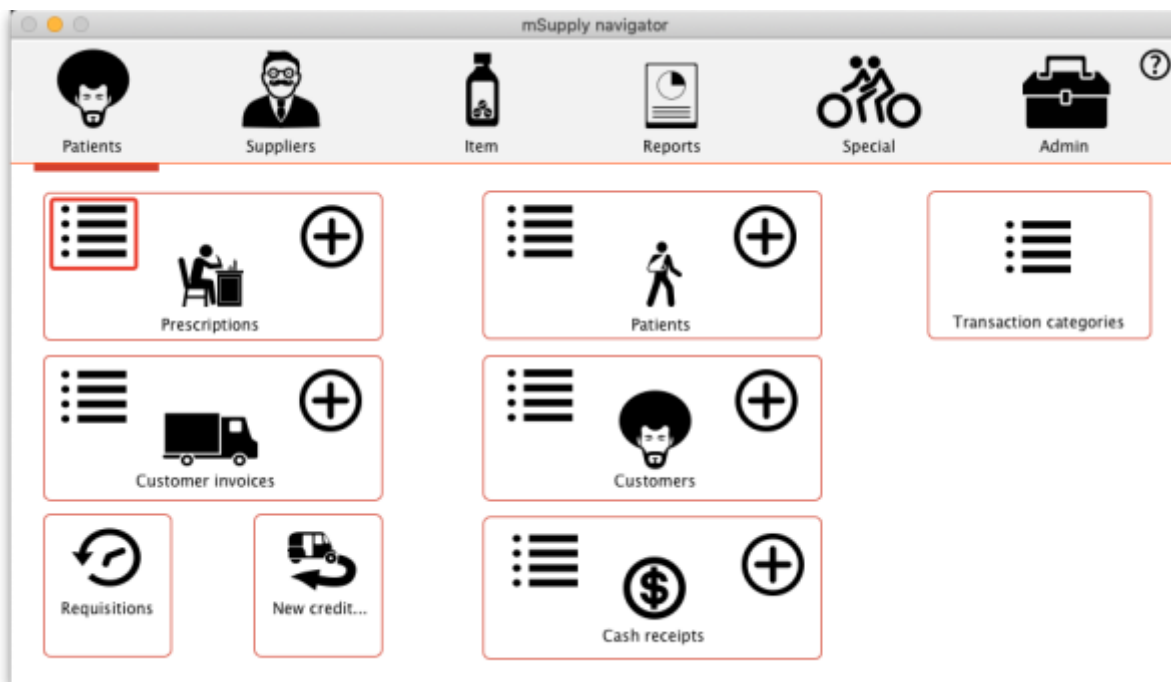 mSupply navigator
?
Patients
Suppliers
Item
Reports
Special
Admin
Prescriptions
Patients
Transaction categories
Customer invoices
Customers
Requisitions
New credit...
$
Cash receipts